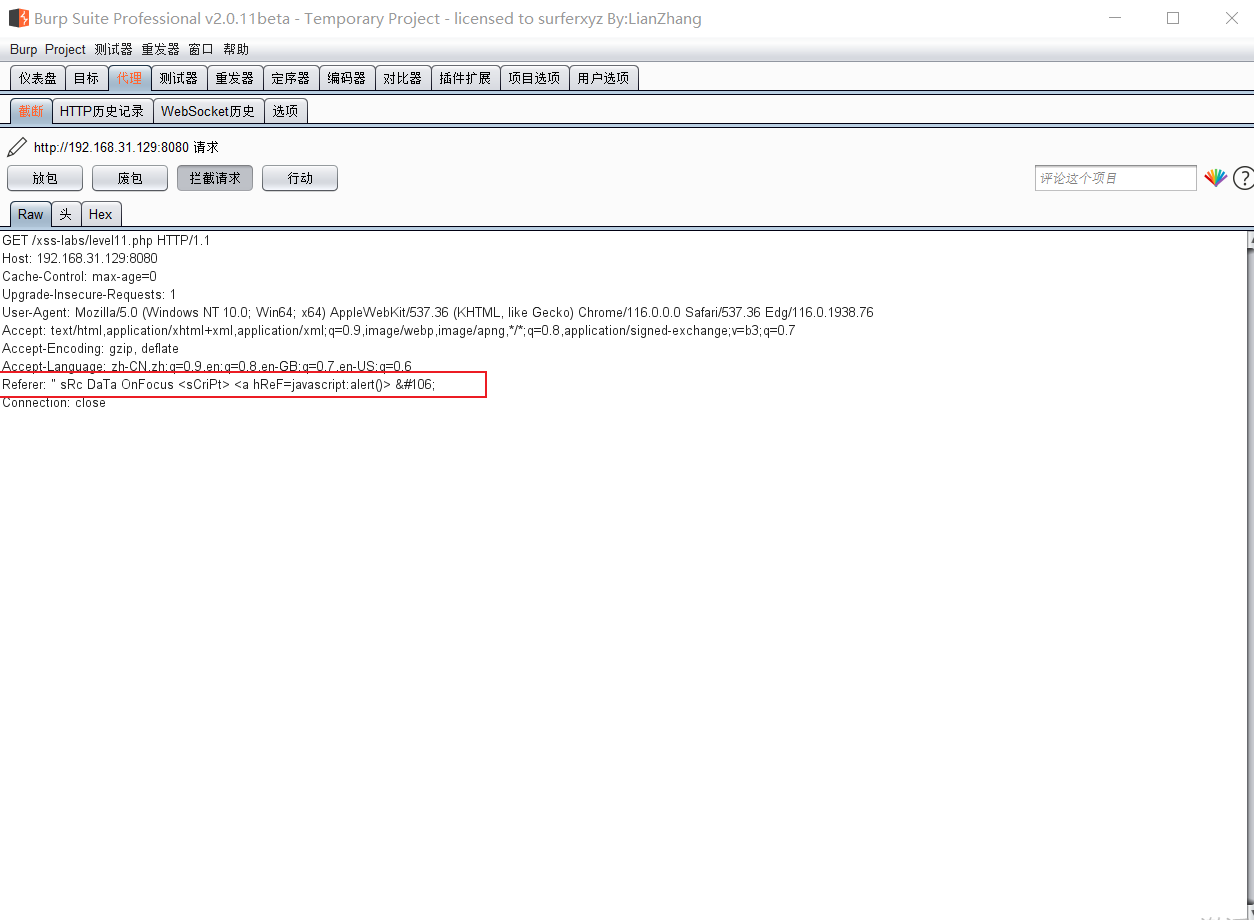 Burp Suite Professional v2.0.11beta - Temporary Project - licensed to surferxyz By:LianZhang
Burp Project 测试器 重发器 窗口 帮助
仪表盘 目标 代理 测试器 重发器 定序器 编码器 对比器 插件扩展 项目选项 用户选项
截断 HTTP历史记录 WebSocket历史 选项
http://192.168.31.129:8080 请求
放包 废包 拦截请求 行动 评论这个项目 ?
Raw 头 Hex
GET /xss-labs/level11.php HTTP/1.1
Host: 192.168.31.129:8080
Cache-Control: max-age=0
Upgrade-Insecure-Requests: 1
User-Agent: Mozilla/5.0 (Windows NT 10.0; Win64; x64) AppleWebKit/537.36 (KHTML, like Gecko) Chrome/116.0.0.0 Safari/537.36 Edg/116.0.1938.76
Accept: text/html,application/xhtml+xml,application/xml;q=0.9,image/webp,image/apng,*/*;q=0.8,application/signed-exchange;v=b3;q=0.7
Accept-Encoding: gzip, deflate
Accept-Language: zh-CN,zh;q=0.9,en;q=0.8,en-GB;q=0.7,en-US;q=0.6
Referer: " sRc DaTa OnFocus <sCriPt> <a hReF=javascript:alert()> &#106;
Connection: close